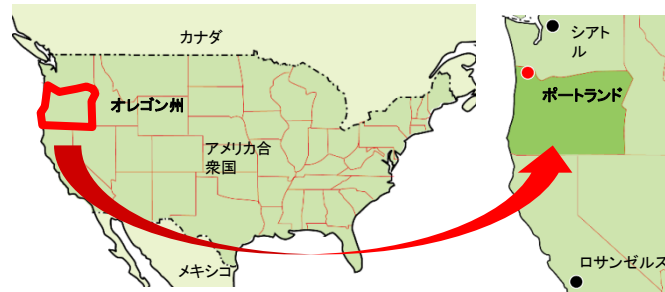 カナダ
オレゴン州
アメリカ合
衆国
メキシコ
シアト
ル
ポートランド
ロサンゼルス